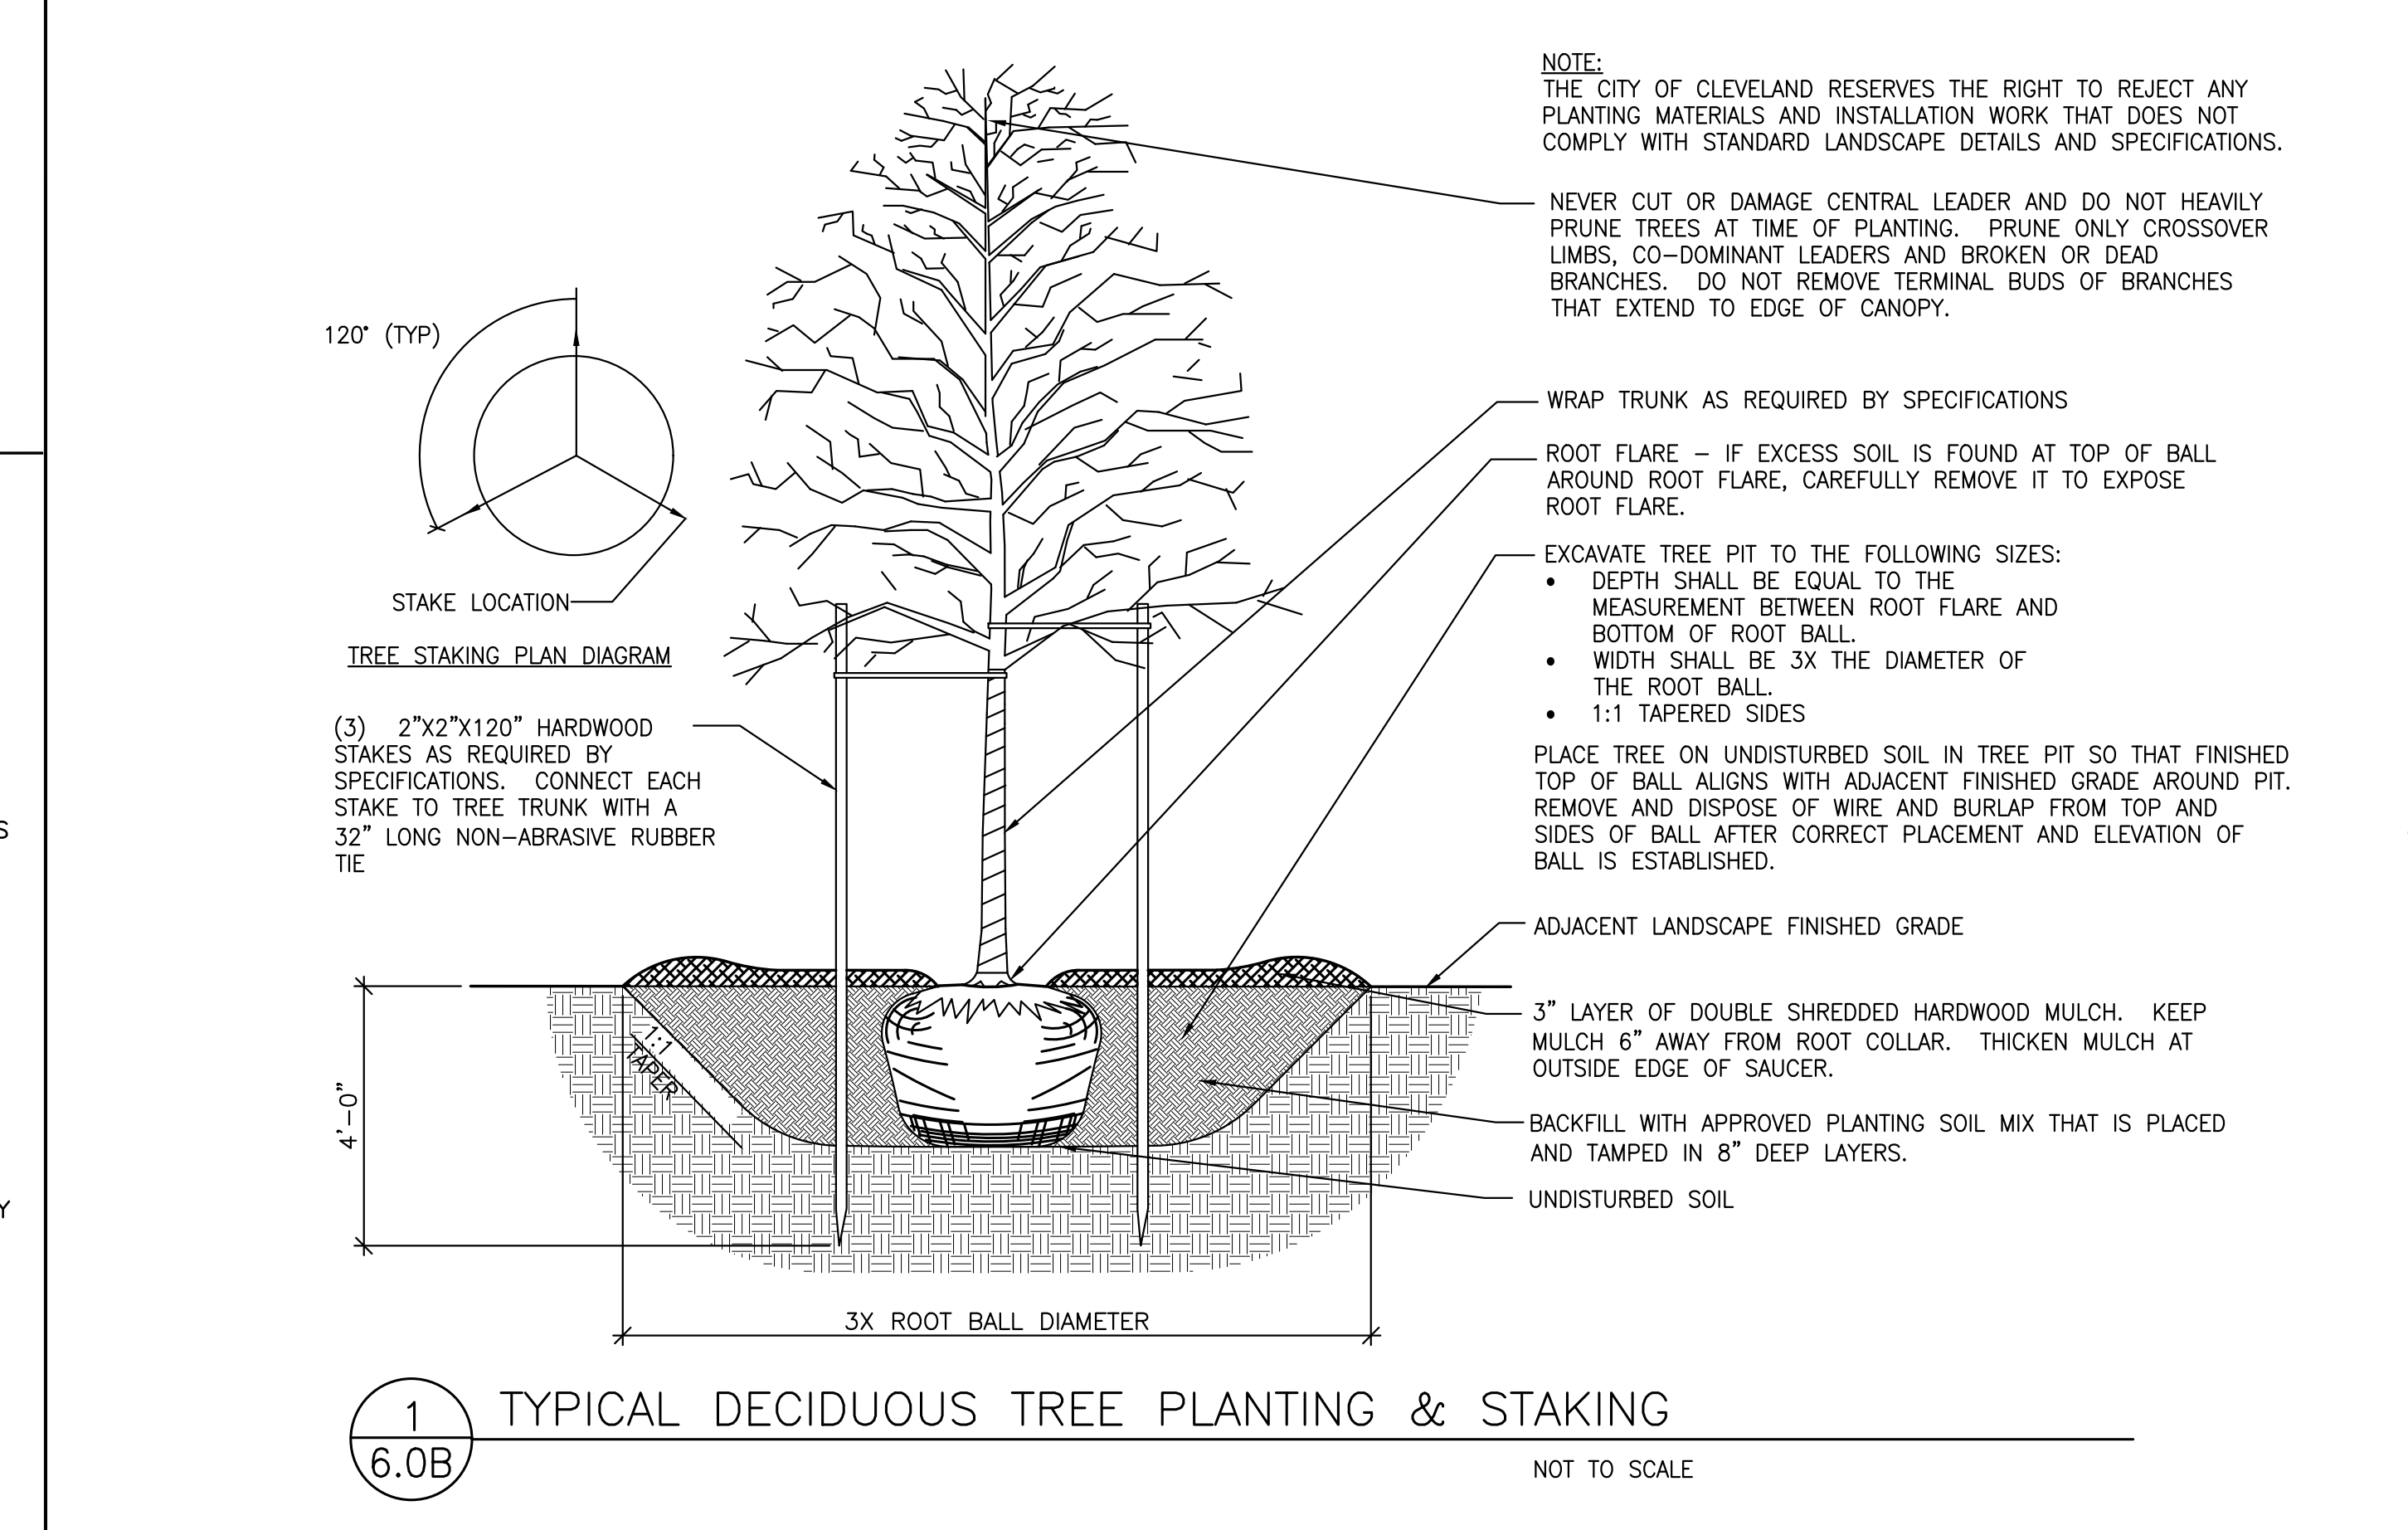 NOTE:
THE CITY OF CLEVELAND RESERVES THE RIGHT TO REJECT ANY
PLANTING MATERIALS AND INSTALLATION WORK THAT DOES NOT
COMPLY WITH STANDARD LANDSCAPE DETAILS AND SPECIFICATIONS.
NEVER CUT OR DAMAGE CENTRAL LEADER AND DO NOT HEAVILY
PRUNE TREES AT TIME OF PLANTING. PRUNE ONLY CROSSOVER
LIMBS, CO-DOMINANT LEADERS AND BROKEN OR DEAD
BRANCHES. DO NOT REMOVE TERMINAL BUDS OF BRANCHES
THAT EXTEND TO EDGE OF CANOPY.
120° (TYP)
STAKE LOCATION
TREE STAKING PLAN DIAGRAM
(3) 2"X2"X120" HARDWOOD
STAKES AS REQUIRED BY
SPECIFICATIONS. CONNECT EACH
STAKE TO TREE TRUNK WITH A
32" LONG NON-ABRASIVE RUBBER
TIE
WRAP TRUNK AS REQUIRED BY SPECIFICATIONS
ROOT FLARE - IF EXCESS SOIL IS FOUND AT TOP OF BALL
AROUND ROOT FLARE, CAREFULLY REMOVE IT TO EXPOSE
ROOT FLARE.
EXCAVATE TREE PIT TO THE FOLLOWING SIZES:
• DEPTH SHALL BE EQUAL TO THE
MEASUREMENT BETWEEN ROOT FLARE AND
BOTTOM OF ROOT BALL.
• WIDTH SHALL BE 3X THE DIAMETER OF
THE ROOT BALL.
• 1:1 TAPERED SIDES
PLACE TREE ON UNDISTURBED SOIL IN TREE PIT SO THAT FINISHED
TOP OF BALL ALIGNS WITH ADJACENT FINISHED GRADE AROUND PIT.
REMOVE AND DISPOSE OF WIRE AND BURLAP FROM TOP AND
SIDES OF BALL AFTER CORRECT PLACEMENT AND ELEVATION OF
BALL IS ESTABLISHED.
ADJACENT LANDSCAPE FINISHED GRADE
3" LAYER OF DOUBLE SHREDDED HARDWOOD MULCH. KEEP
MULCH 6" AWAY FROM ROOT COLLAR. THICKEN MULCH AT
OUTSIDE EDGE OF SAUCER.
BACKFILL WITH APPROVED PLANTING SOIL MIX THAT IS PLACED
AND TAMPED IN 8" DEEP LAYERS.
UNDISTURBED SOIL
1:1
TAPER
4'-0"
3X ROOT BALL DIAMETER
S
Y
1
6.0B
TYPICAL DECIDUOUS TREE PLANTING & STAKING
NOT TO SCALE